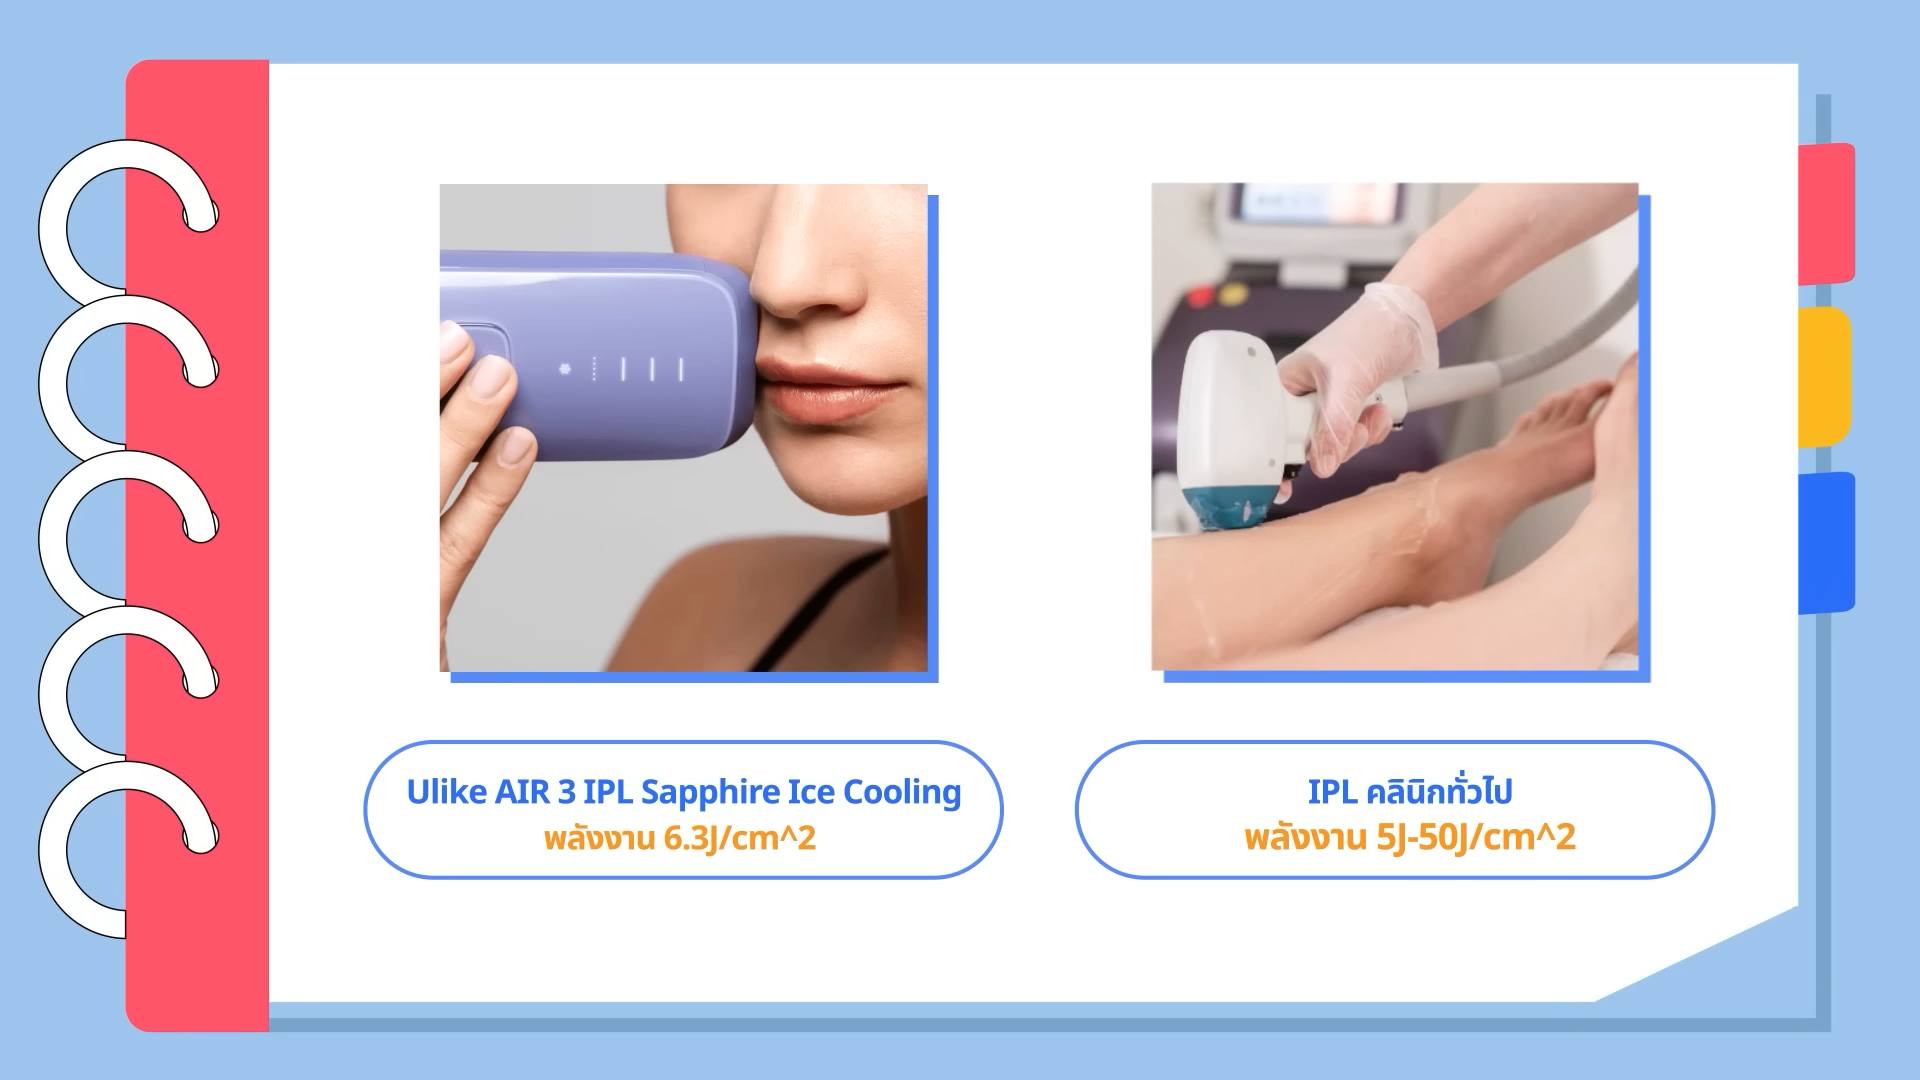 Ulike AIR 3 IPL Sapphire Ice Cooling
พลังงาน 6.3J/cm^2
IPL คลินิกทั่วไป
พลังงาน 5J-50J/cm^2